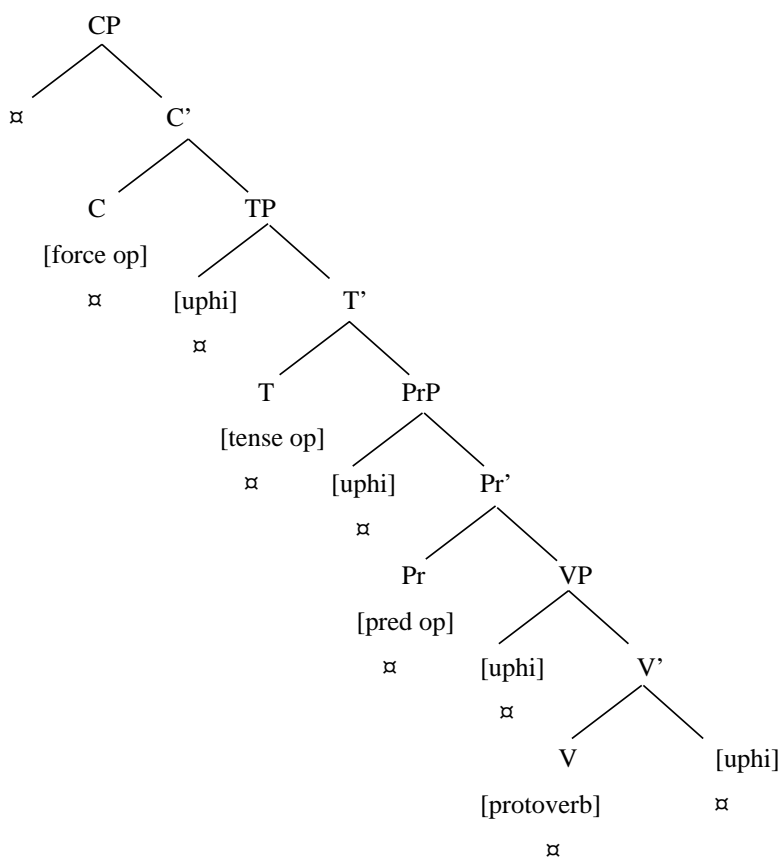 CP
¤ C’
C TP
[force op]
¤ [uphi] T’
¤
T PrP
[tense op]
¤ [uphi] Pr’
¤
Pr VP
[pred op]
¤ [uphi] V’
¤
V [uphi]
[protoverb] ¤
¤